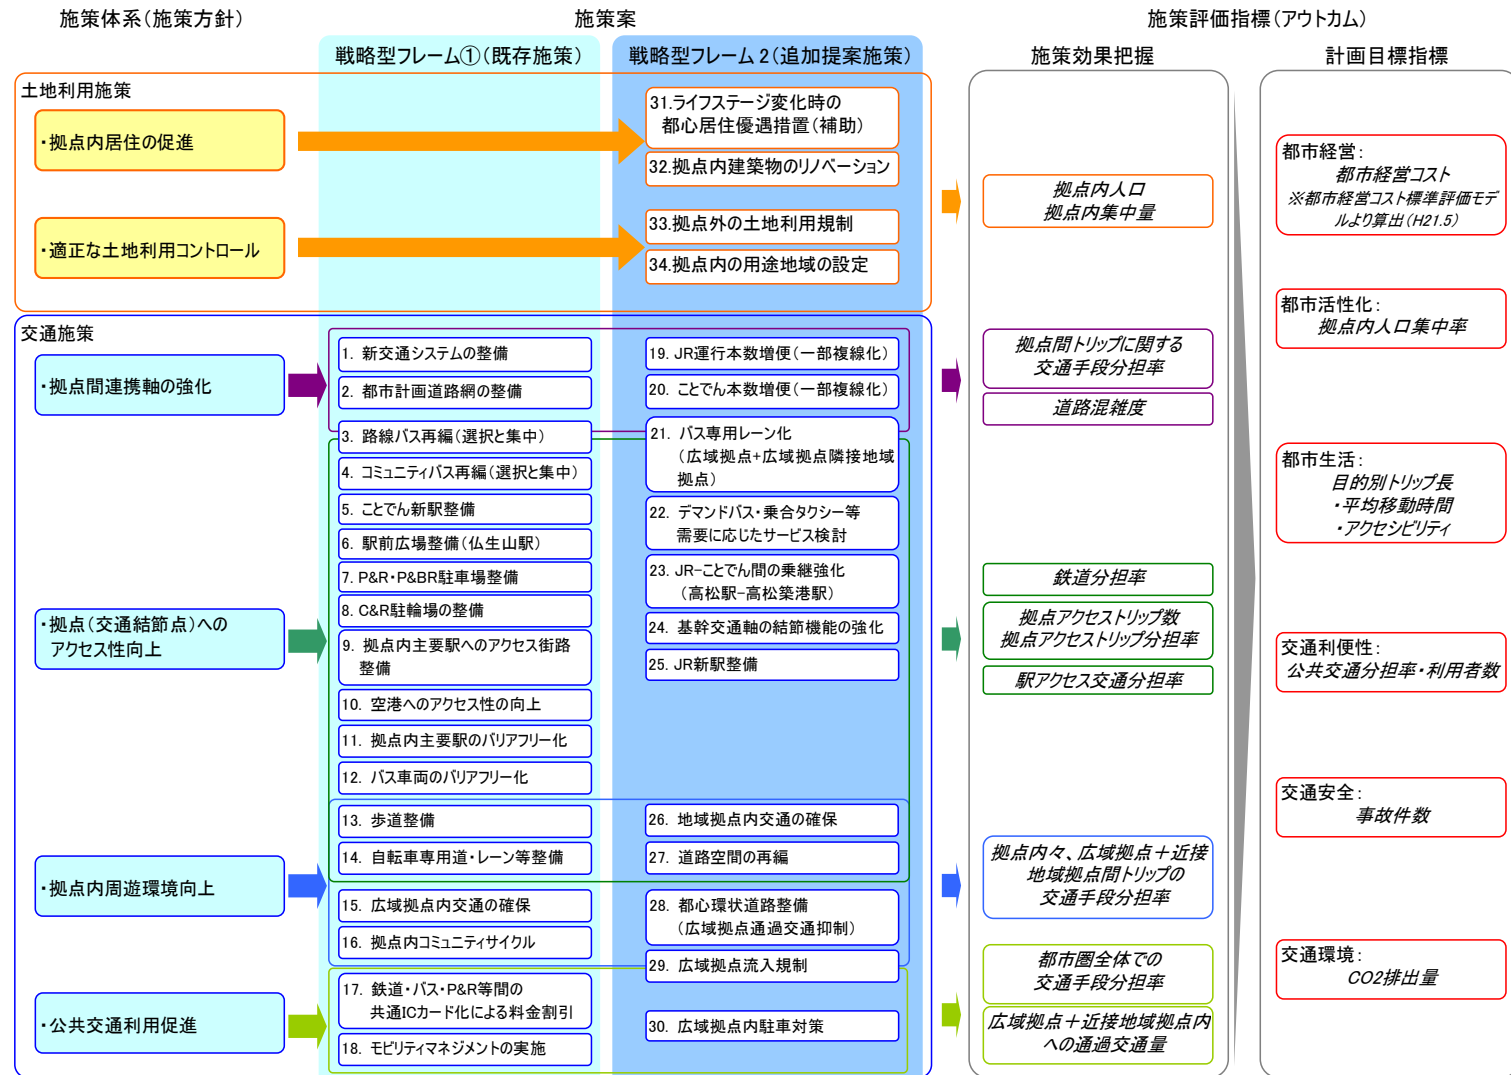 施策体系(施策方針)
施策案
施策評価指標(アウトカム)
戦略型フレーム①(既存施策)
戦略型フレーム2(追加提案施策)
施策効果把握
計画目標指標
土地利用施策
・拠点内居住の促進
・適正な土地利用コントロール
31.ライフステージ変化時の
都心居住優遇措置(補助)
32.拠点内建築物のリノベーション
33.拠点外の土地利用規制
34.拠点内の用途地域の設定
拠点内人口
拠点内集中量
交通施策
・拠点間連携軸の強化
・拠点(交通結節点)への
アクセス性向上
・拠点内周遊環境向上
・公共交通利用促進
1. 新交通システムの整備
2. 都市計画道路網の整備
3. 路線バス再編(選択と集中)
4. コミュニティバス再編(選択と集中)
5. ことでん新駅整備
6. 駅前広場整備(仏生山駅)
7. P&R・P&BR駐車場整備
8. C&R駐輪場の整備
9. 拠点内主要駅へのアクセス街路
整備
10. 空港へのアクセス性の向上
11. 拠点内主要駅のバリアフリー化
12. バス車両のバリアフリー化
13. 歩道整備
14. 自転車専用道・レーン等整備
15. 広域拠点内交通の確保
16. 拠点内コミュニティサイクル
17. 鉄道・バス・P&R等間の
共通ICカード化による料金割引
18. モビリティマネジメントの実施
19. JR運行本数増便(一部複線化)
20. ことでん本数増便(一部複線化)
21. バス専用レーン化
(広域拠点+広域拠点隣接地域
拠点)
22. デマンドバス・乗合タクシー等
需要に応じたサービス検討
23. JR-ことでん間の乗継強化
(高松駅-高松築港駅)
24. 基幹交通軸の結節機能の強化
25. JR新駅整備
26. 地域拠点内交通の確保
27. 道路空間の再編
28. 都心環状道路整備
(広域拠点通過交通抑制)
29. 広域拠点流入規制
30. 広域拠点内駐車対策
拠点間トリップに関する
交通手段分担率
道路混雑度
鉄道分担率
拠点アクセストリップ数
拠点アクセストリップ分担率
駅アクセス交通分担率
拠点内々、広域拠点+近接
地域拠点間トリップの
交通手段分担率
都市圏全体での
交通手段分担率
広域拠点+近接地域拠点内
への通過交通量
都市経営:
都市経営コスト
※都市経営コスト標準評価モデ
ルより算出(H21.5)
都市活性化:
拠点内人口集中率
都市生活:
目的別トリップ長
・平均移動時間
・アクセシビリティ
交通利便性:
公共交通分担率・利用者数
交通安全:
事故件数
交通環境:
CO2排出量